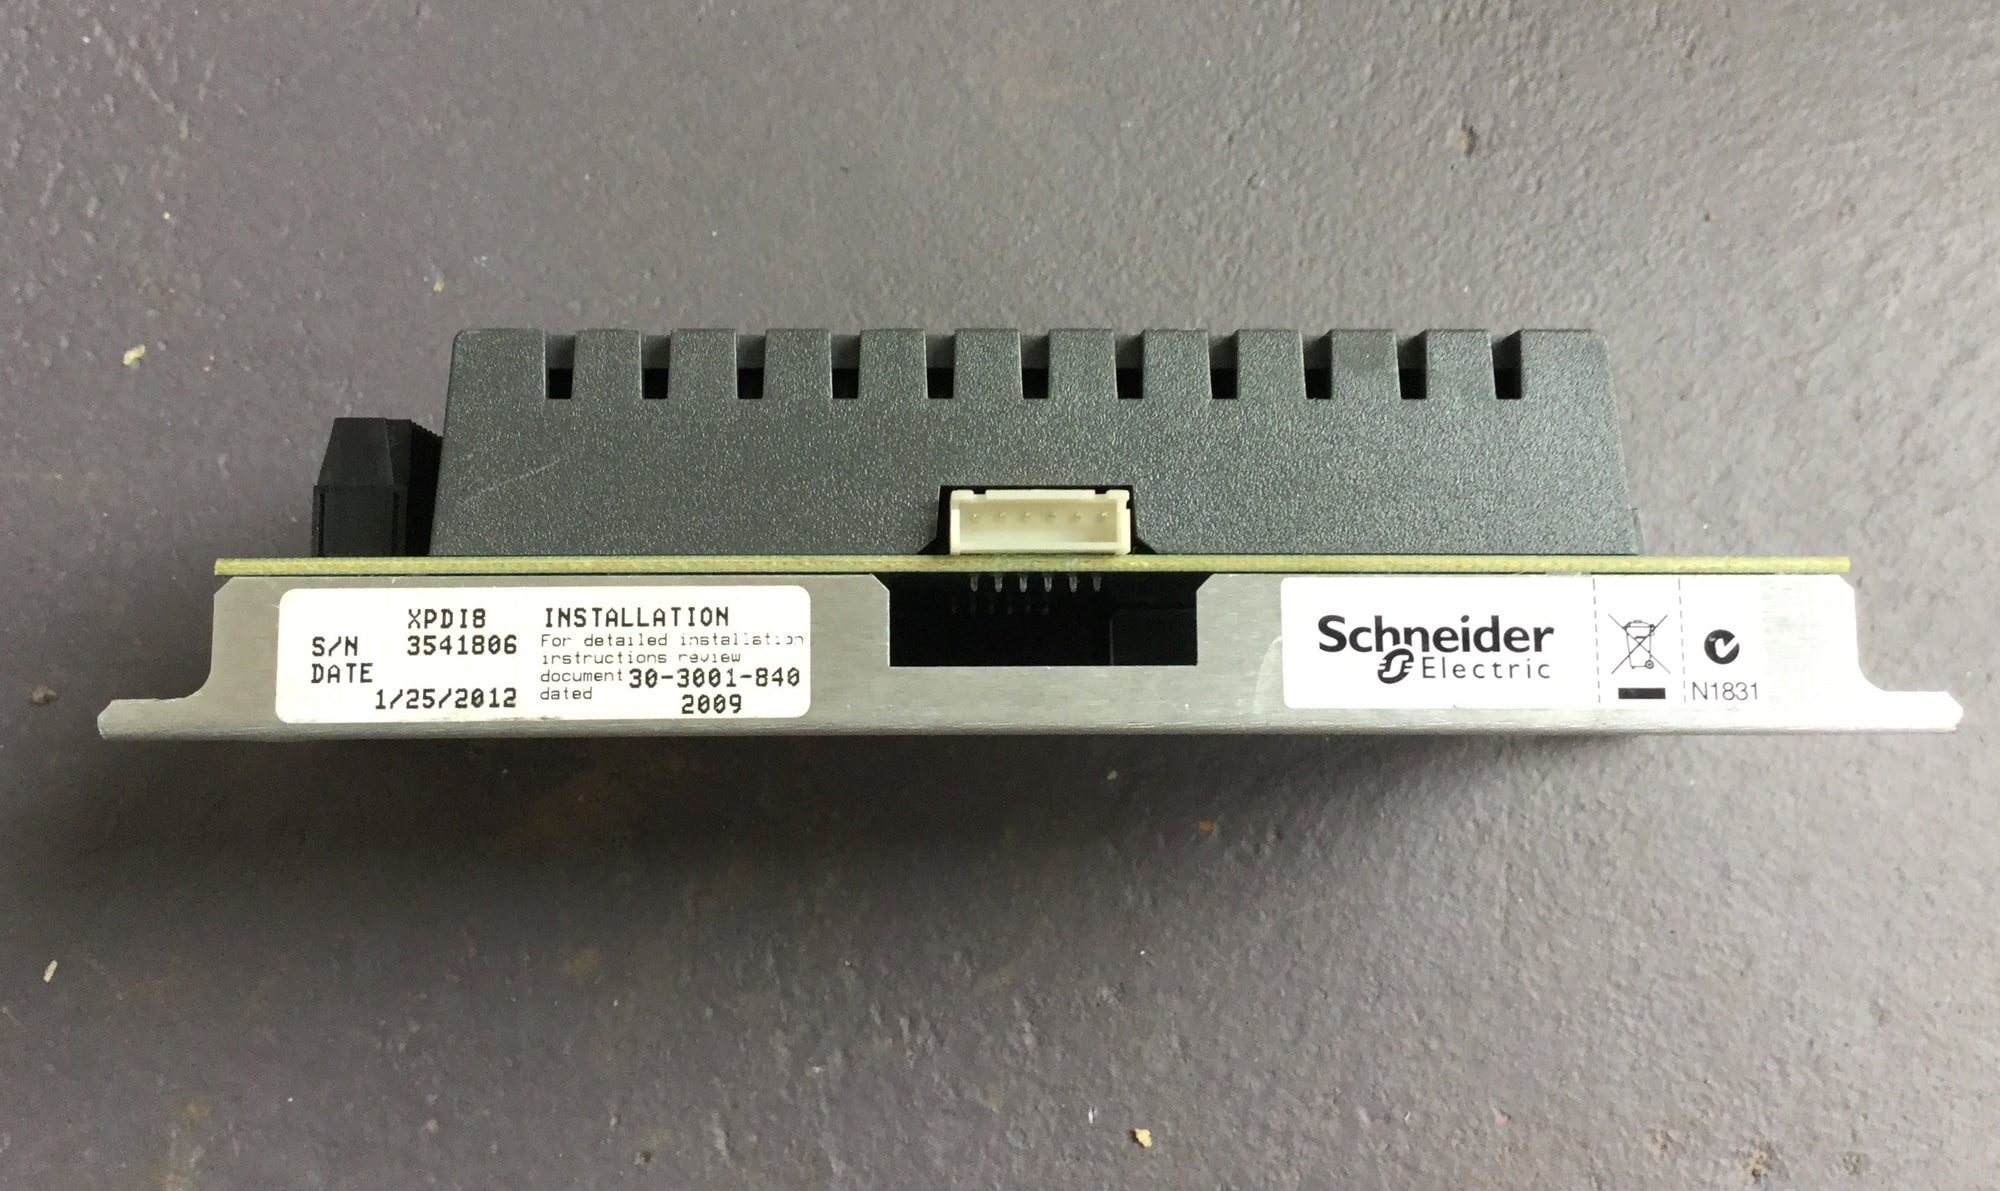 XPDI8
S/N 3541806
DATE
1/25/2012
INSTALLATION
For detailed installation
irstructions review
document 30-3001-840
dated 2009
Schneider
Electric
N1831